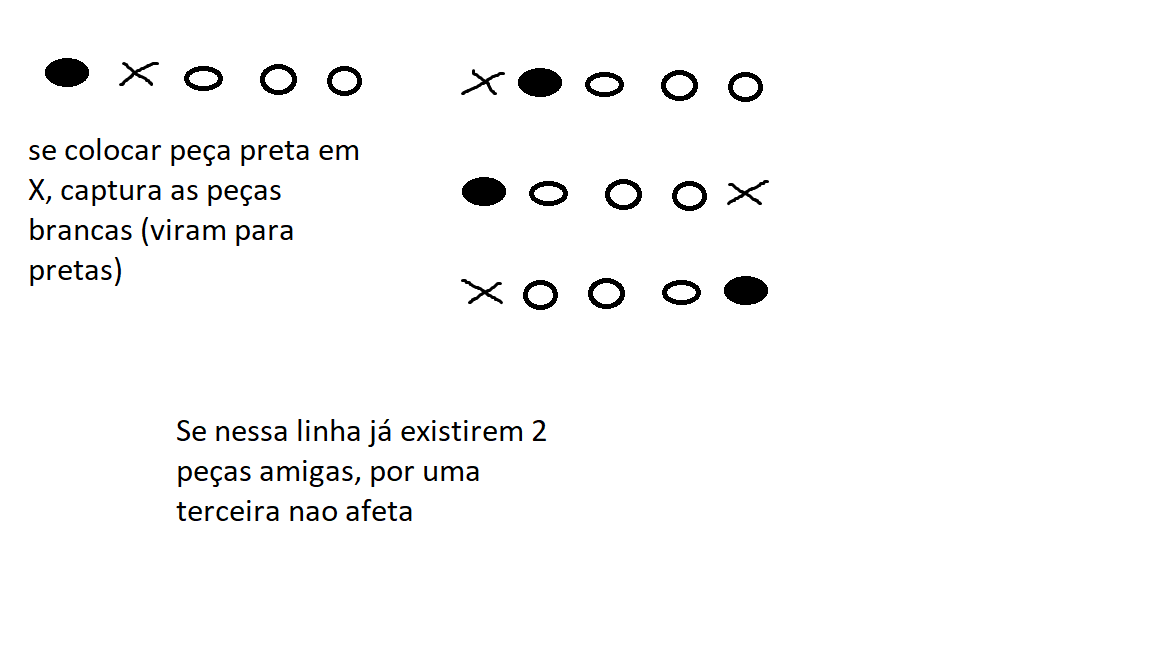 se colocar peça preta em
X, captura as peças
brancas (viram para
pretas)
Se nessa linha já existirem 2
peças amigas, por uma
terceira nao afeta